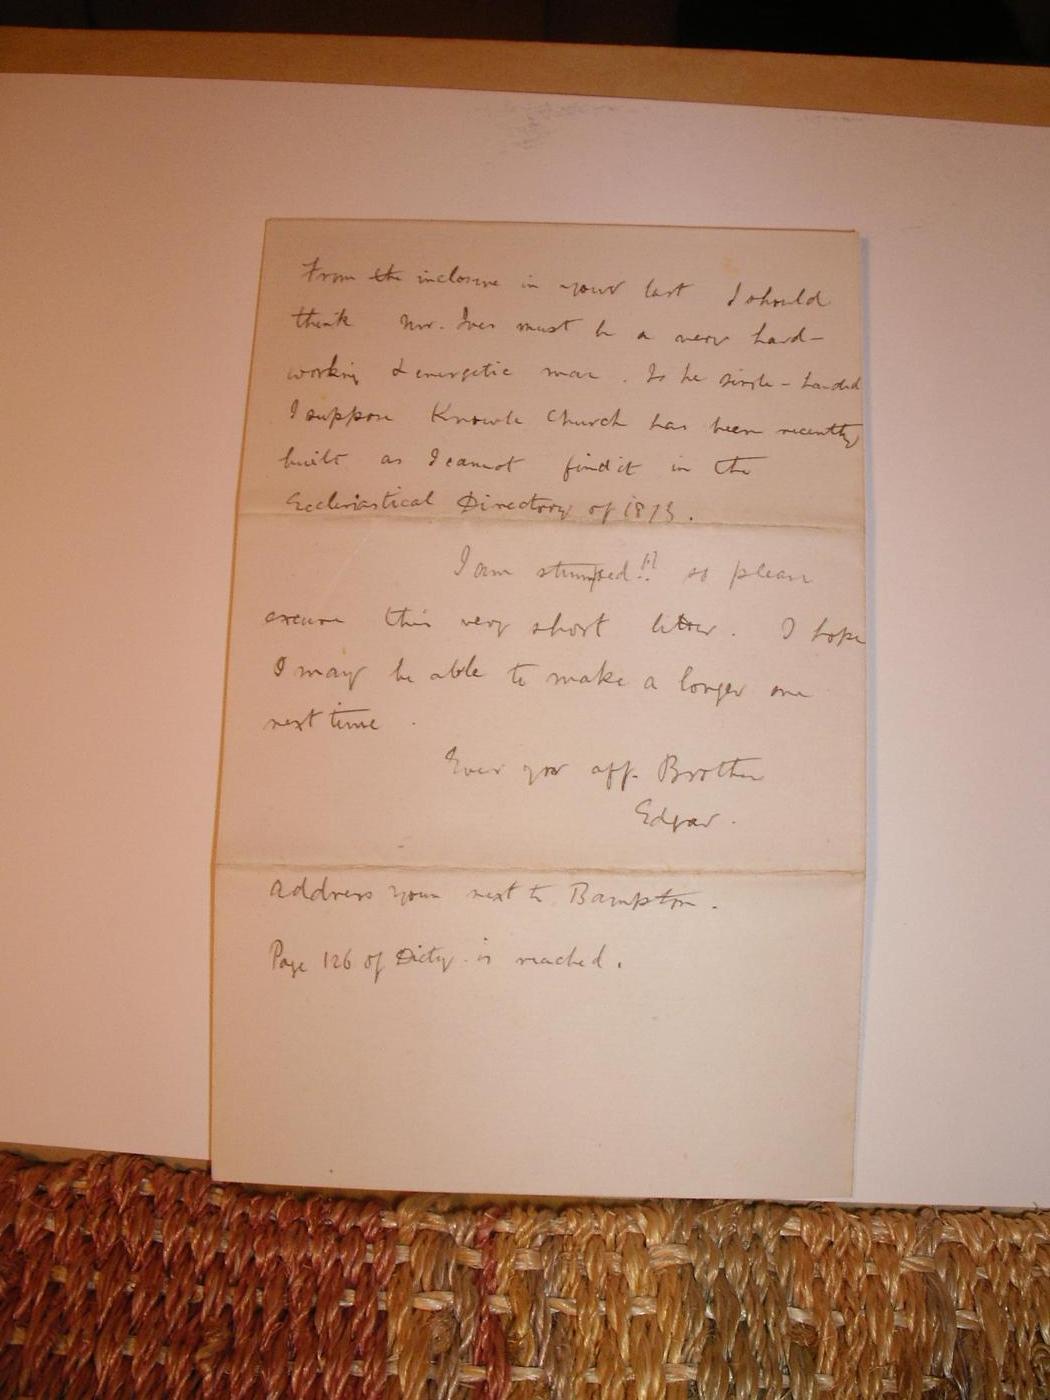 From the inclosure in your last I should
think Mr. Ives must be a very hard-
working & energetic man. Is he single-handed
I suppose Knowle Church has been recently
built as I cannot find it in the
Ecclesiastical Directory of 1873.
I am stumped!! so please
excuse this very short letter. I hope
I may be able to make a longer one
next time.
Ever yor aff. Brother
Edgar.
Address your next to Bampton.
Page 126 of Dicty. is reached.